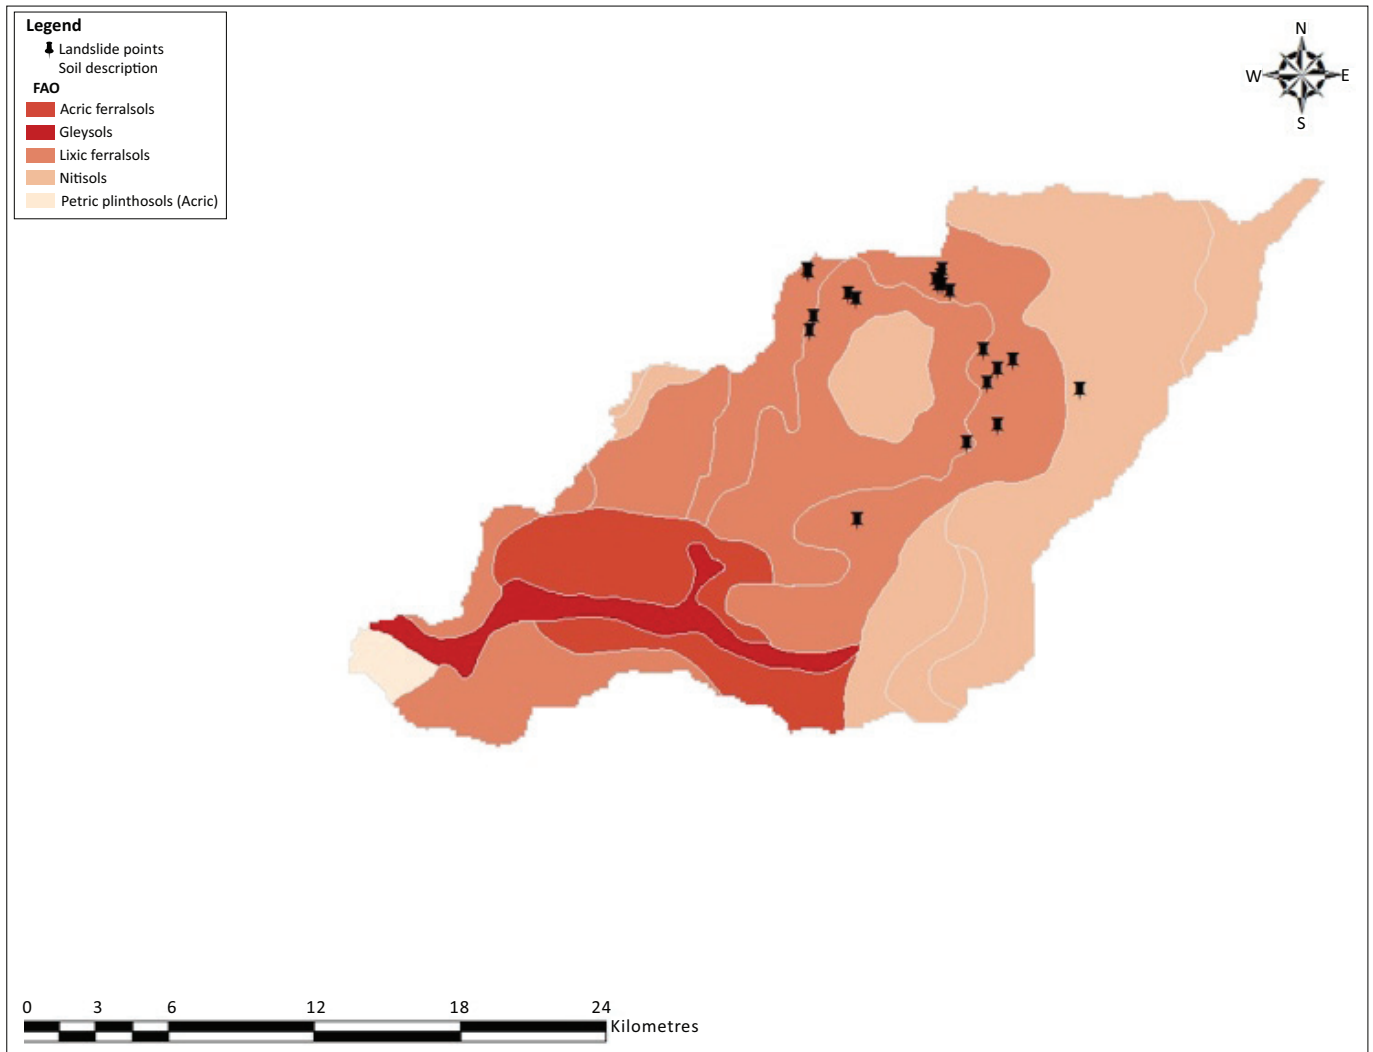 Legend
Landslide points
Soil description
FAO
Acric ferralsols
Gleysols
Lixic ferralsols
Nitisols
Petric plinthosols (Acric)
N
W E
S
0 3 6 12 18 24
Kilometres